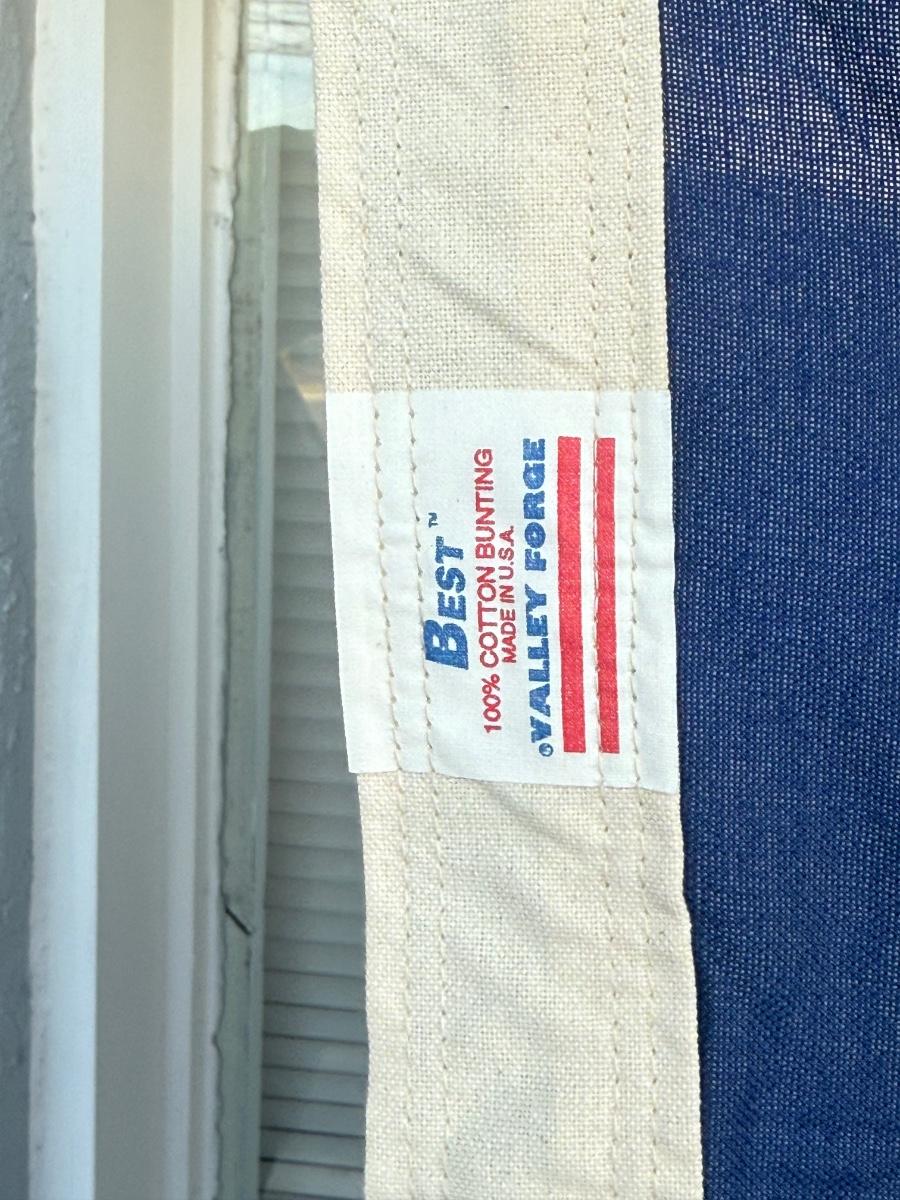 BEST™
100% COTTON BUNTING
MADE IN U.S.A.
®VALLEY FORGE